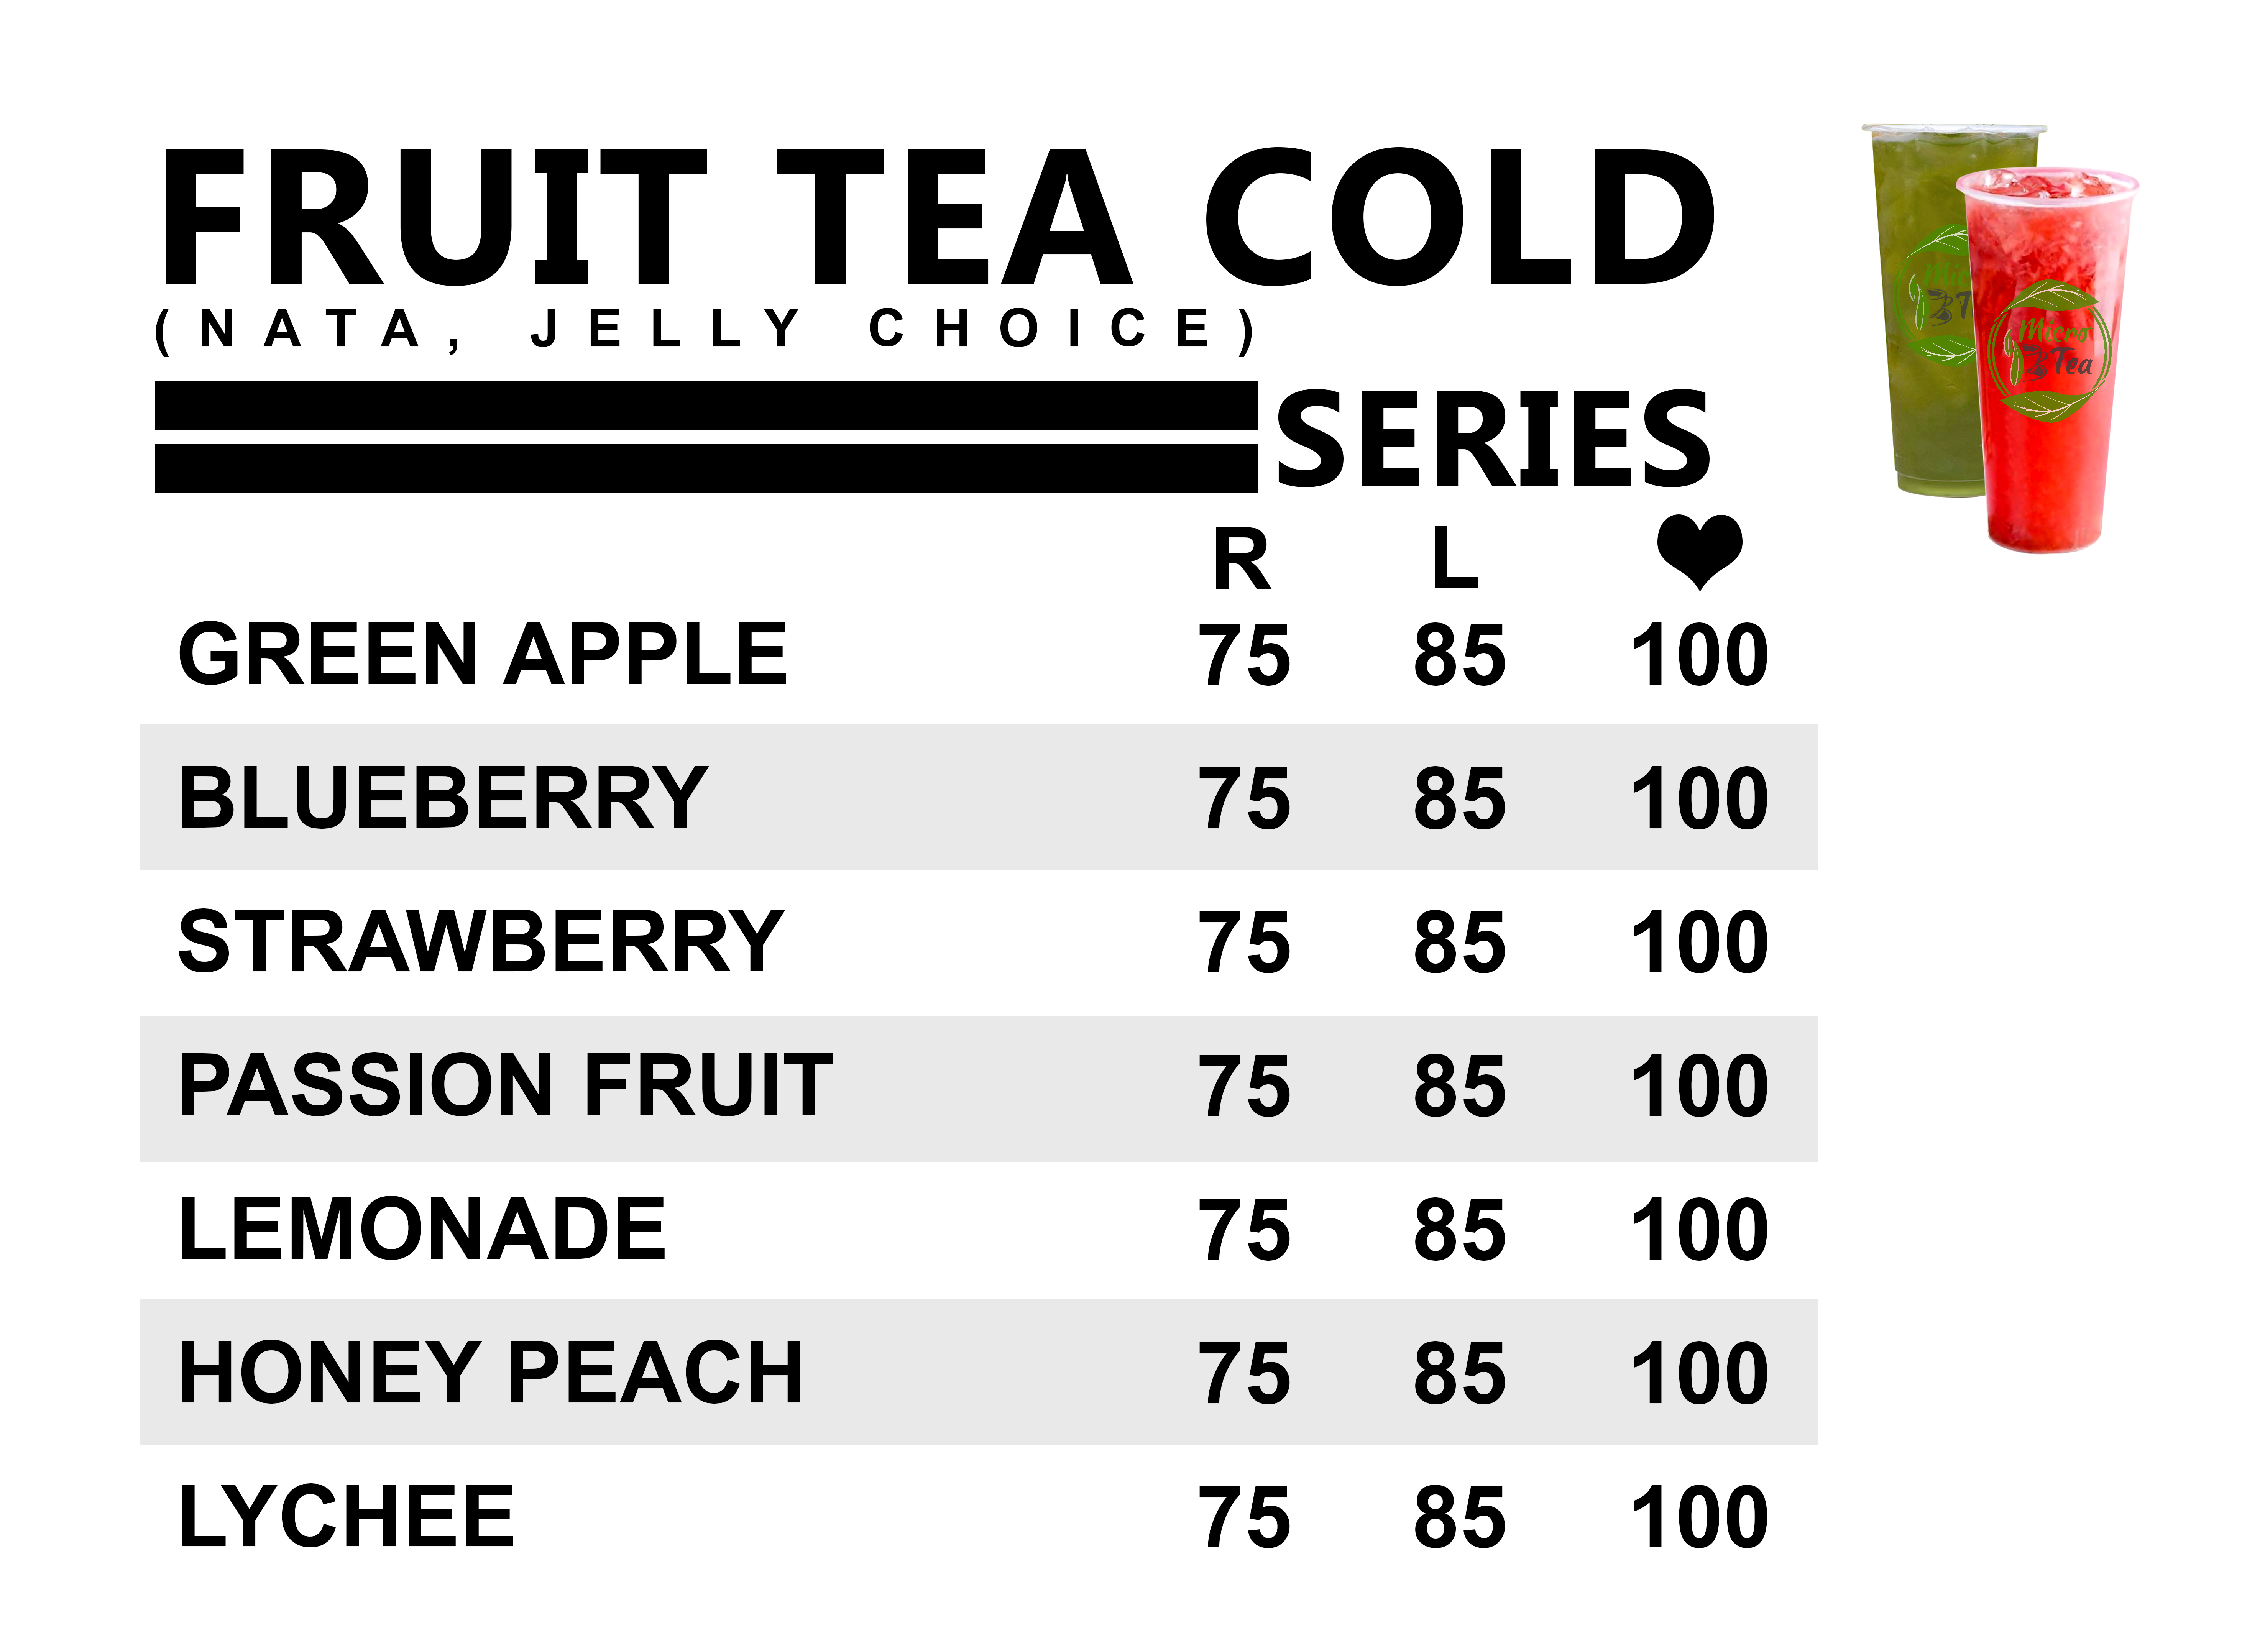 FRUIT TEA COLD
(NATA, JELLY CHOICE)
SERIES
R L ♥
GREEN APPLE 75 85 100
BLUEBERRY 75 85 100
STRAWBERRY 75 85 100
PASSION FRUIT 75 85 100
LEMONADE 75 85 100
HONEY PEACH 75 85 100
LYCHEE 75 85 100
Micro
Tea